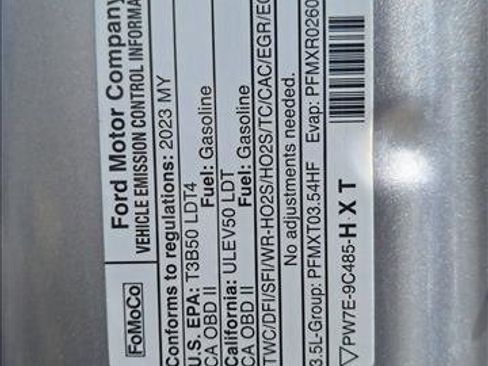 FoMoCo
Ford Motor Company
VEHICLE EMISSION CONTROL INFORMA
Conforms to regulations: 2023 MY
U.S. EPA: T3B50 LDT4
Fuel: Gasoline
CA OBD II
California: ULEV50 LDT
Fuel: Gasoline
CA OBD II
TWC/DFI/SFI/WR-HO2S/HO2S/TC/CAC/EGR/EG
No adjustments needed.
3.5L-Group: PFMXT03.54HF Evap: PFMXR0260
▽PW7E-9C485-H X T